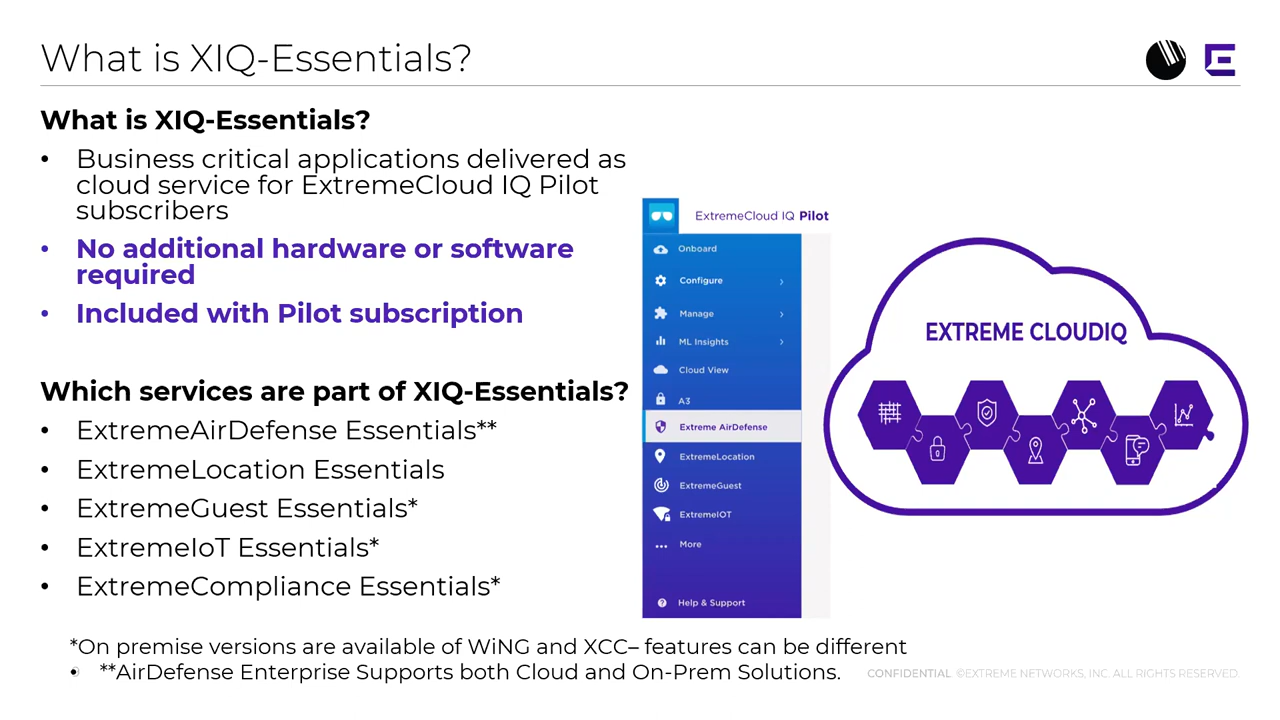 What is XIQ-Essentials?
What is XIQ-Essentials?
• Business critical applications delivered as
cloud service for ExtremeCloud IQ Pilot
subscribers
• No additional hardware or software
required
• Included with Pilot subscription
Which services are part of XIQ-Essentials?
• ExtremeAirDefense Essentials**
• ExtremeLocation Essentials
• ExtremeGuest Essentials*
• ExtremeIoT Essentials*
• ExtremeCompliance Essentials*
*On premise versions are available of WiNG and XCC– features can be different
• **AirDefense Enterprise Supports both Cloud and On-Prem Solutions.
ExtremeCloud IQ Pilot
Onboard
Configure
Manage
ML Insights
Cloud View
A3
Extreme AirDefense
ExtremeLocation
ExtremeGuest
ExtremeIOT
More
Help & Support
EXTREME CLOUDIQ
CONFIDENTIAL. ©EXTREME NETWORKS, INC. ALL RIGHTS RESERVED.